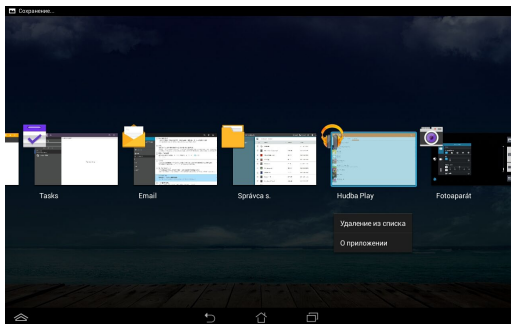 Сохранение...
Tasks
Email
Správca s.
Hudba Play
Fotoaparát
Удаление из списка
О приложении